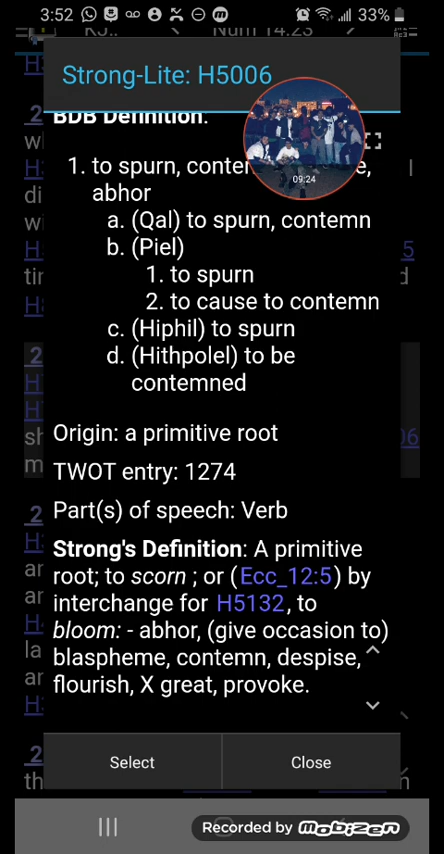 3:52
33%
Num 14:23
Strong-Lite: H5006
BDB Definition:
1. to spurn,
abhor
a. (Qal) to spurn, contemn
b. (Piel)
1. to spurn
2. to cause to contemn
c. (Hiphil) to spurn
d. (Hithpolel) to be
contemned
Origin: a primitive root
TWOT entry: 1274
Part(s) of speech: Verb
Strong's Definition: A primitive
root; to scorn ; or (Ecc_12:5) by
interchange for H5132, to
bloom: - abhor, (give occasion to)
blaspheme, contemn, despise,
flourish, X great, provoke.
09:24
Select
Close
Recorded by Mobizen